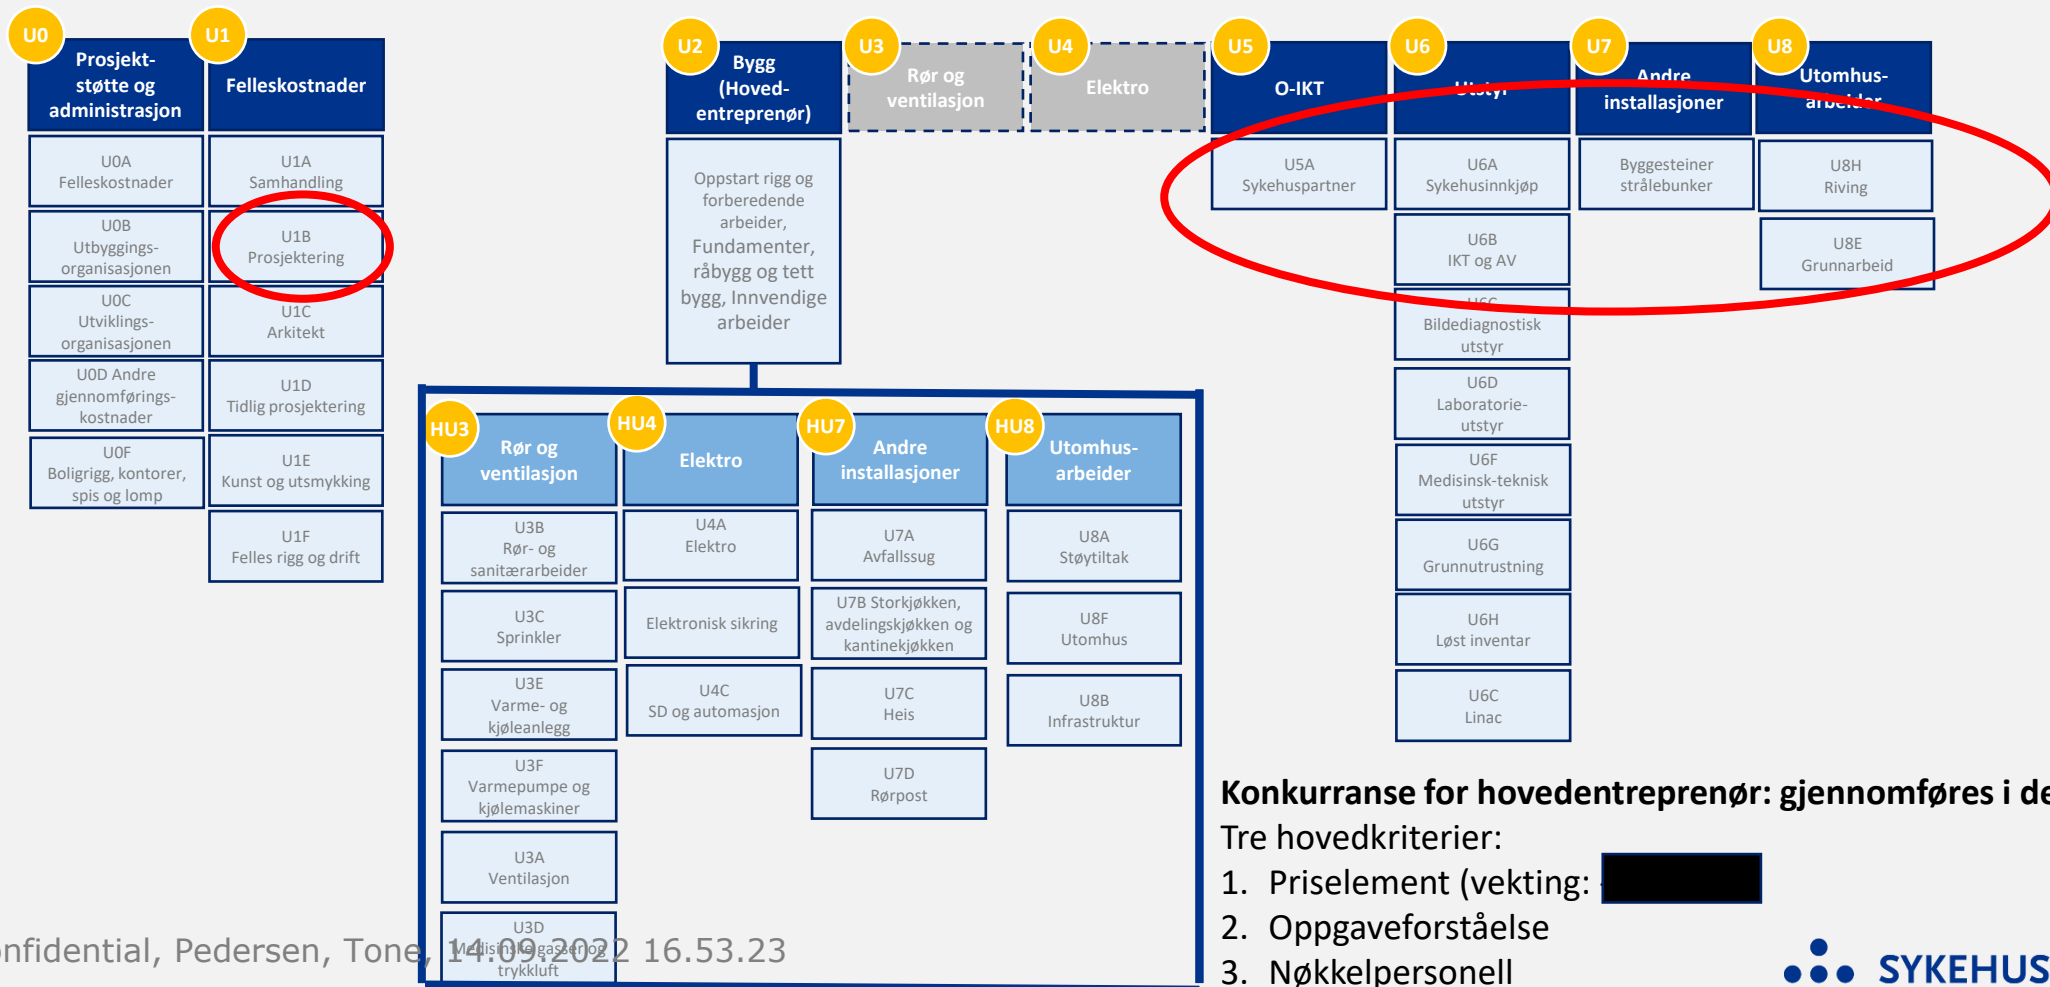 U0
Prosjekt-
støtte og
administrasjon
U0A
Felleskostnader
U0B
Utbyggings-
organisasjonen
U0C
Utviklings-
organisasjonen
U0D Andre
gjennomførings-
kostnader
U0F
Boligrigg, kontorer,
spis og lomp
U1
Felleskostnader
U1A
Samhandling
U1B
Prosjektering
U1C
Arkitekt
U1D
Tidlig prosjektering
U1E
Kunst og utsmykking
U1F
Felles rigg og drift
U2
Bygg
(Hoved-
entreprenør)
Oppstart rigg og
forberedende
arbeider,
Fundamenter,
råbygg og tett
bygg, Innvendige
arbeider
U3
Rør og
ventilasjon
U4
Elektro
U5
O-IKT
U5A
Sykehuspartner
U6
Utstyr
U6A
Sykehusinnkjøp
U6B
IKT og AV
U6C
Bildediagnostisk
utstyr
U6D
Laboratorie-
utstyr
U6F
Medisinsk-teknisk
utstyr
U6G
Grunnutrustning
U6H
Løst inventar
U6C
Linac
U7
Andre
installasjoner
Byggesteiner
strålebunker
U8
Utomhus-
arbeider
U8H
Riving
U8E
Grunnarbeid
HU3
Rør og
ventilasjon
U3B
Rør- og
sanitærarbeider
U3C
Sprinkler
U3E
Varme- og
kjøleanlegg
U3F
Varmepumpe og
kjølemaskiner
U3A
Ventilasjon
U3D
Medisinske gasser og
trykkluft
HU4
Elektro
U4A
Elektro
Elektronisk sikring
U4C
SD og automasjon
HU7
Andre
installasjoner
U7A
Avfallssug
U7B Storkjøkken,
avdelingskjøkken og
kantinekjøkken
U7C
Heis
U7D
Rørpost
HU8
Utomhus-
arbeider
U8A
Støytiltak
U8F
Utomhus
U8B
Infrastruktur
Konkurranse for hovedentreprenør: gjennomføres i de
Tre hovedkriterier:
1. Priselement (vekting:
2. Oppgaveforståelse
3. Nøkkelpersonell
onfidential, Pedersen, Tone, 14.09.2022 16.53.23
SYKEHUS